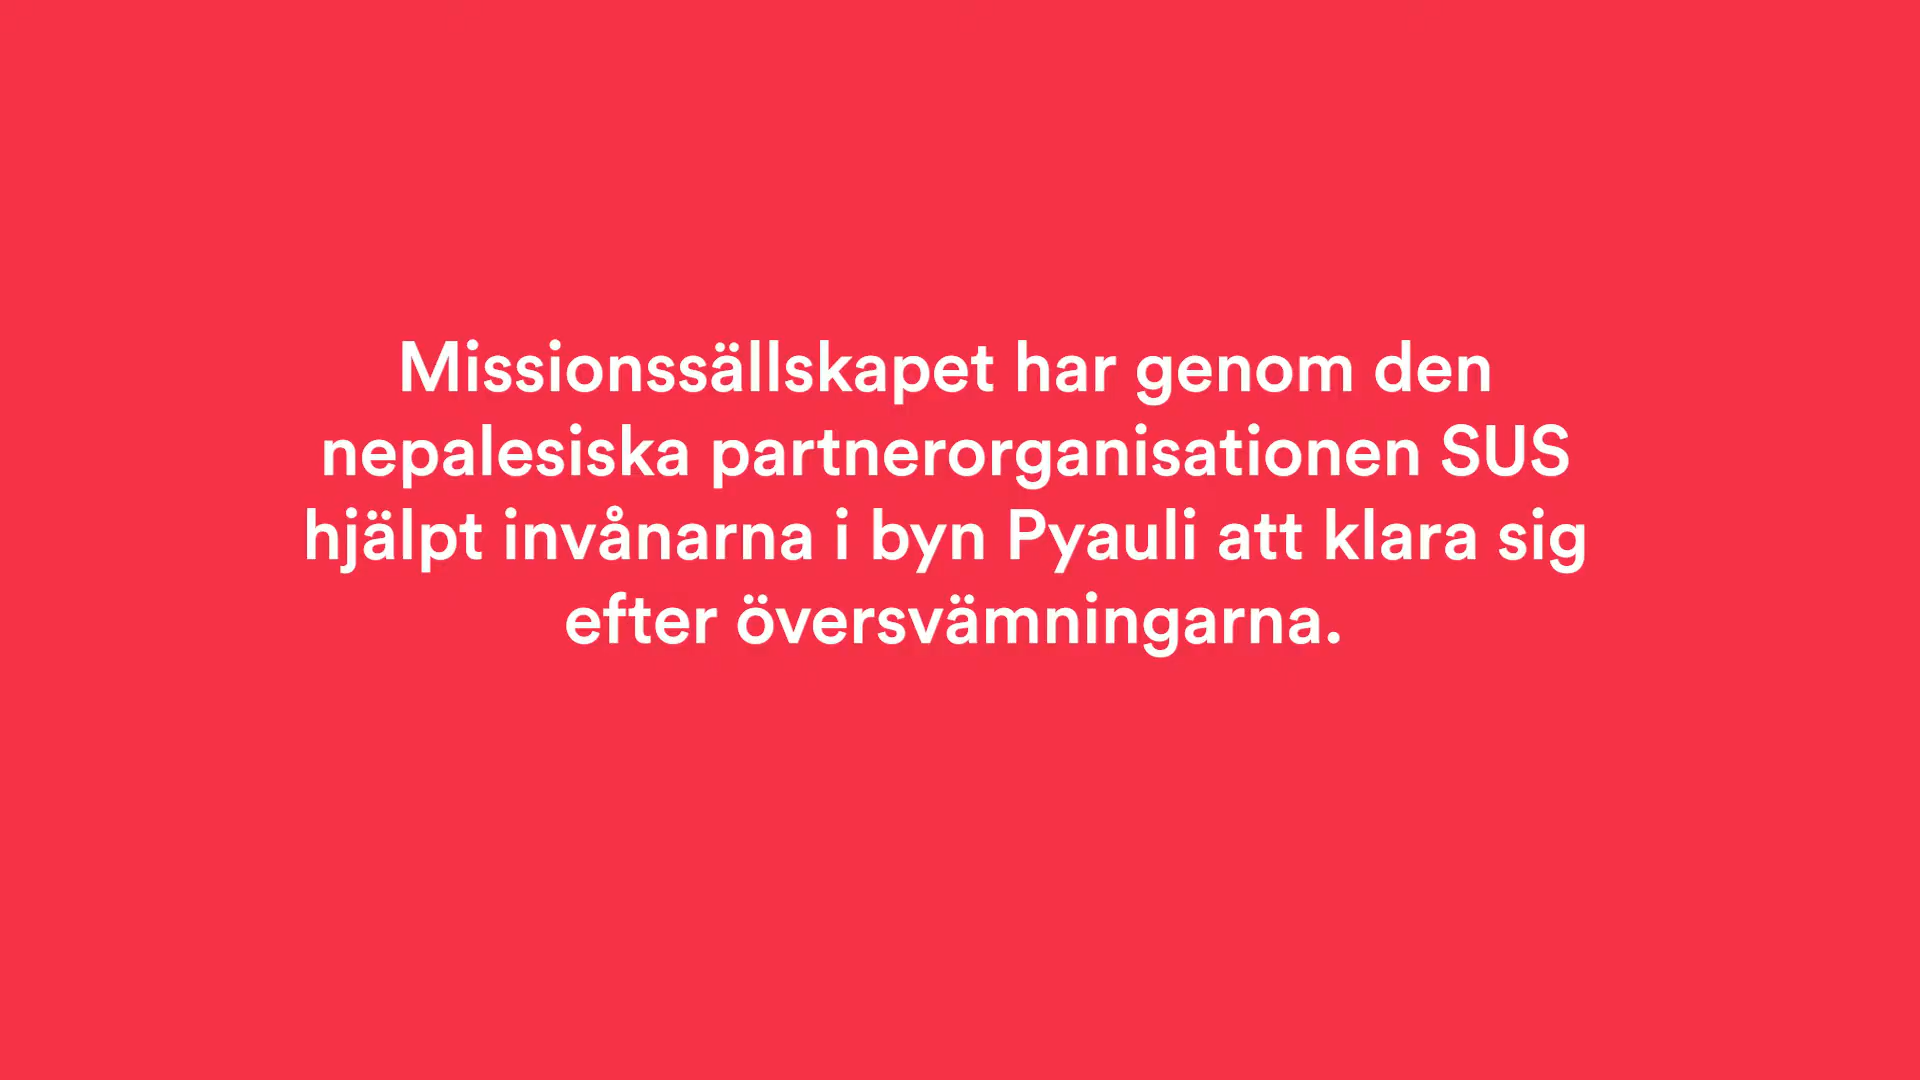 Missionssällskapet har genom den
nepalesiska partnerorganisationen SUS
hjälpt invånarna i byn Pyauli att klara sig
efter översvämningarna.